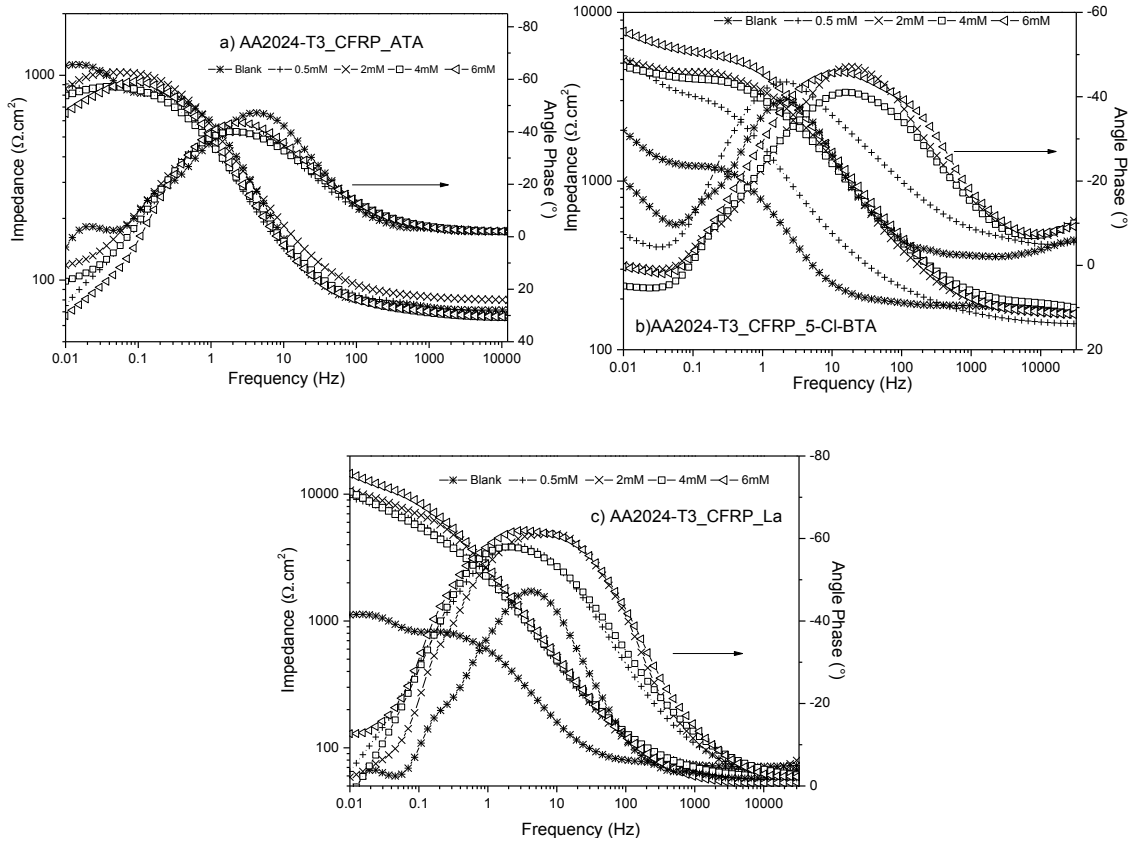 a) AA2024-T3_CFRP_ATA
Blank 0.5mM 2mM 4mM 6mM
1000
100
Impedance (Ω.cm²)
0.01 0.1 1 10 100 1000 10000
Frequency (Hz)
-80
-60
-40
-20
0
20
40
Angle Phase (°)
Blank 0.5 mM 2mM 4mM 6mM
10000
1000
100
Impedance (Ω.cm²)
b)AA2024-T3_CFRP_5-Cl-BTA
0.01 0.1 1 10 100 1000 10000
Frequency (Hz)
-60
-40
-20
0
20
Angle Phase (°)
Blank 0.5mM 2mM 4mM 6mM
c) AA2024-T3_CFRP_La
10000
1000
100
Impedance (Ω.cm²)
0.01 0.1 1 10 100 1000 10000
Frequency (Hz)
-80
-60
-40
-20
0
Angle Phase (°)